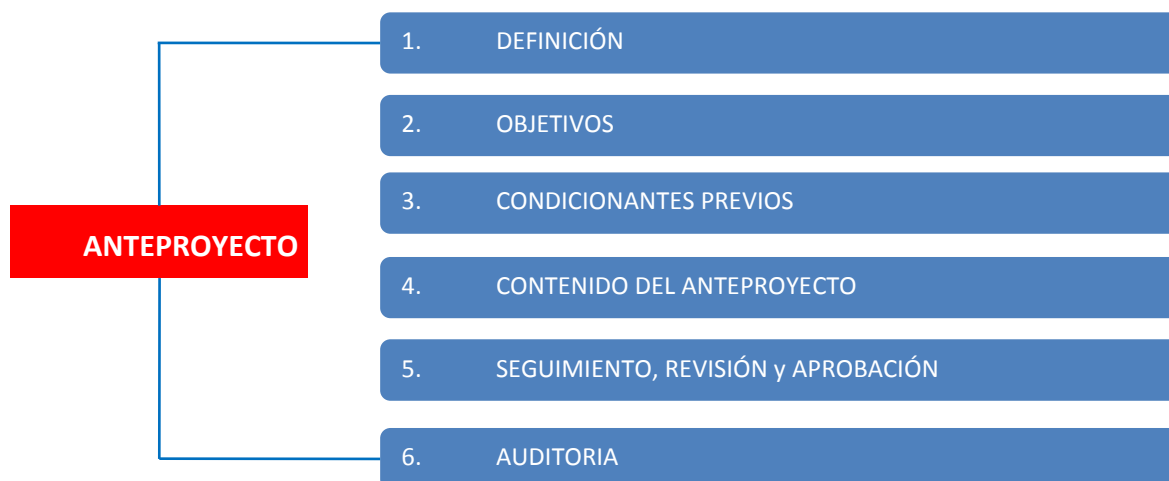 1. DEFINICIÓN
2. OBJETIVOS
3. CONDICIONANTES PREVIOS
ANTEPROYECTO
4. CONTENIDO DEL ANTEPROYECTO
5. SEGUIMIENTO, REVISIÓN y APROBACIÓN
6. AUDITORIA